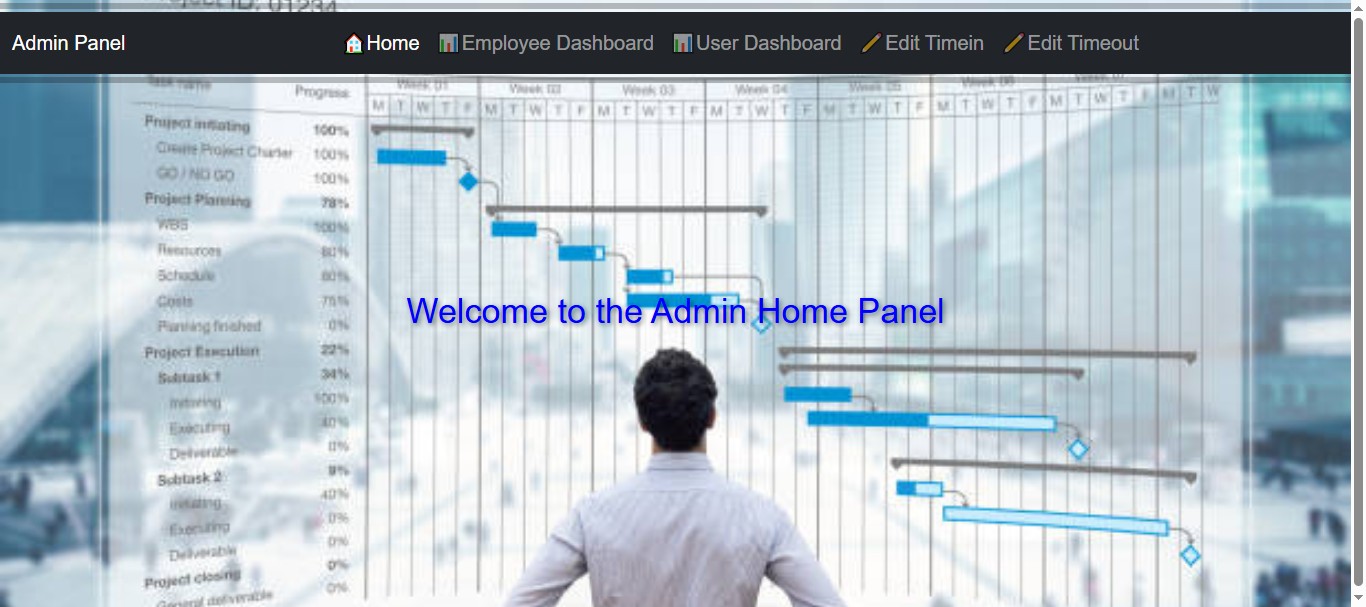 Project ID: 01234
Admin Panel
Home
Employee Dashboard
User Dashboard
Edit Timein
Edit Timeout
Task name
Progress
Week 01
Week 02
Week 03
Week 04
Week 05
Week 06
M T W T F M T W T F M T W T F M T W T F M T W T F M T W T F M T W T F M T W
Project initiating 100%
Create Project Charter 100%
GO / NO GO 100%
Project Planning 78%
WBS 100%
Resources 80%
Schedule 80%
Costs 75%
Welcome to the Admin Home Panel
Planning finished 0%
Project Execution 22%
Subtask 1 34%
Initiating 100%
Executing 40%
Deliverable 0%
Subtask 2 9%
Initiating 40%
Executing 0%
Deliverable 0%
Project closing 0%
General deliverable 0%